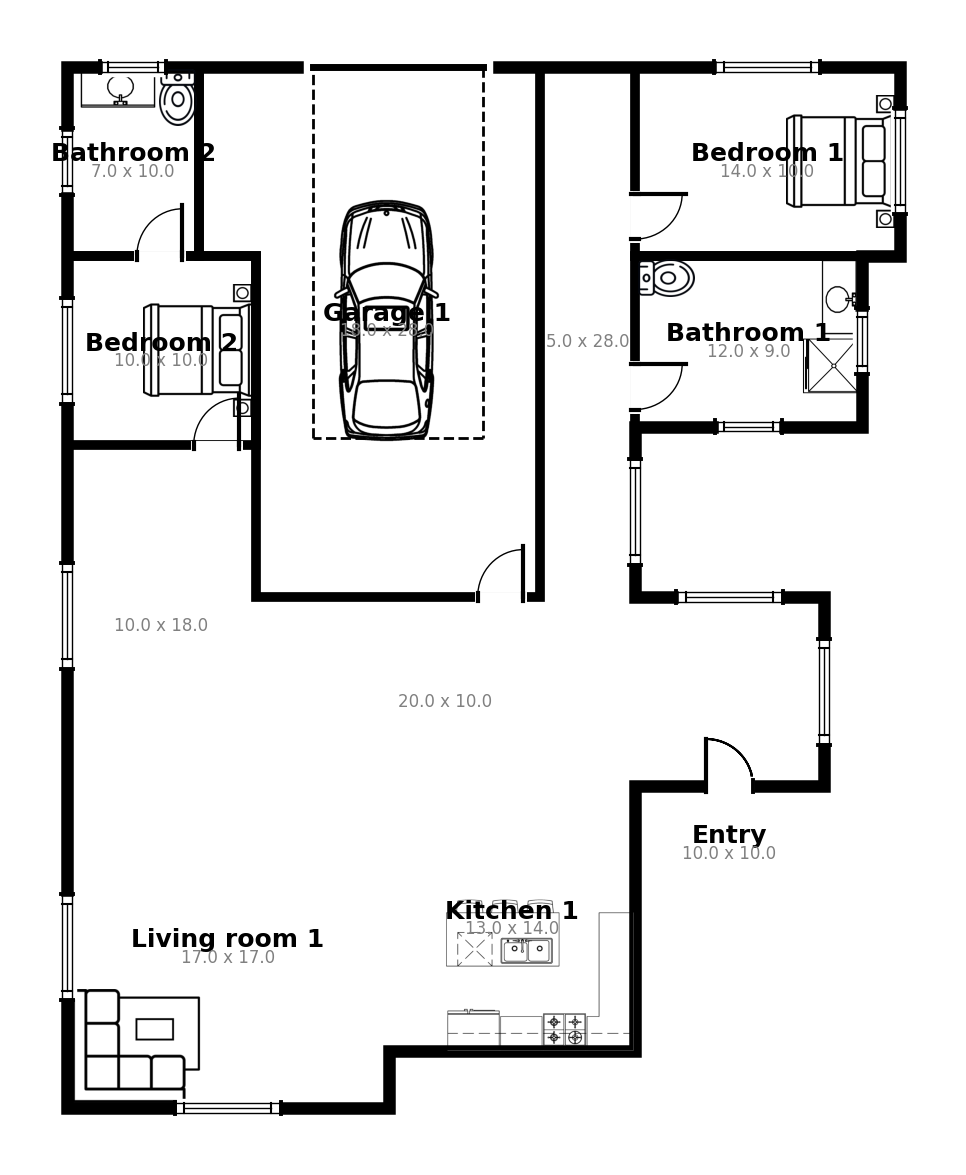 Bathroom 2
7.0 x 10.0
Bedroom 1
14.0 x 10.0
Garage 1
18.0 x 28.0
5.0 x 28.0
Bathroom 1
12.0 x 9.0
Bedroom 2
10.0 x 10.0
10.0 x 18.0
20.0 x 10.0
Entry
10.0 x 10.0
Kitchen 1
13.0 x 14.0
Living room 1
17.0 x 17.0